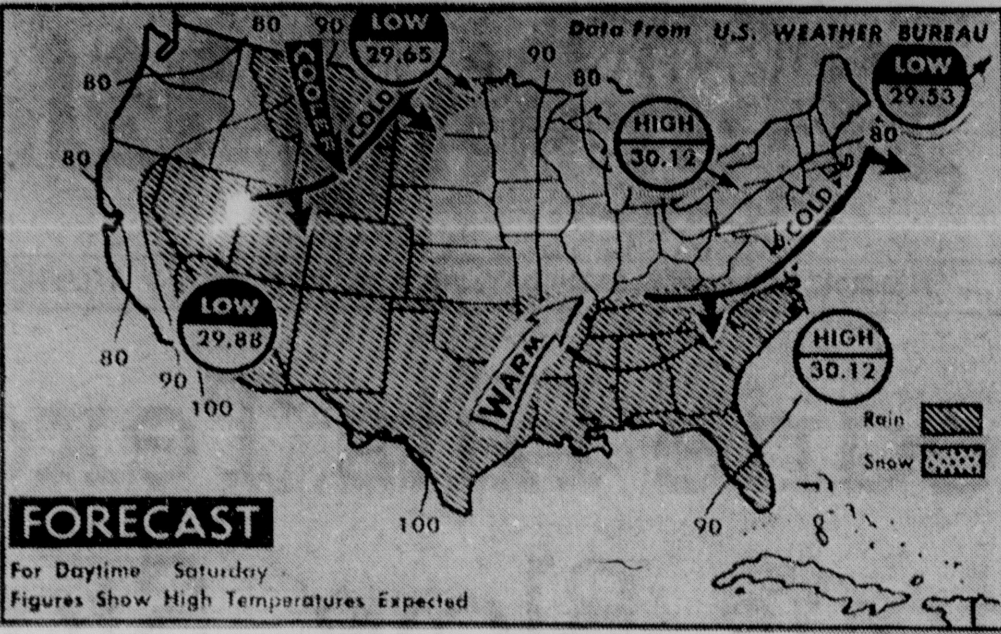 Data From U.S. WEATHER BUREAU
80
90
LOW
29.65
90
80
LOW
29.53
80
COOLER
COLD
HIGH
30.12
80
80
COLD
LOW
29.88
WARM
HIGH
30.12
80
90
100
Rain
Snow
100
90
FORECAST
For Daytime Saturday
Figures Show High Temperatures Expected